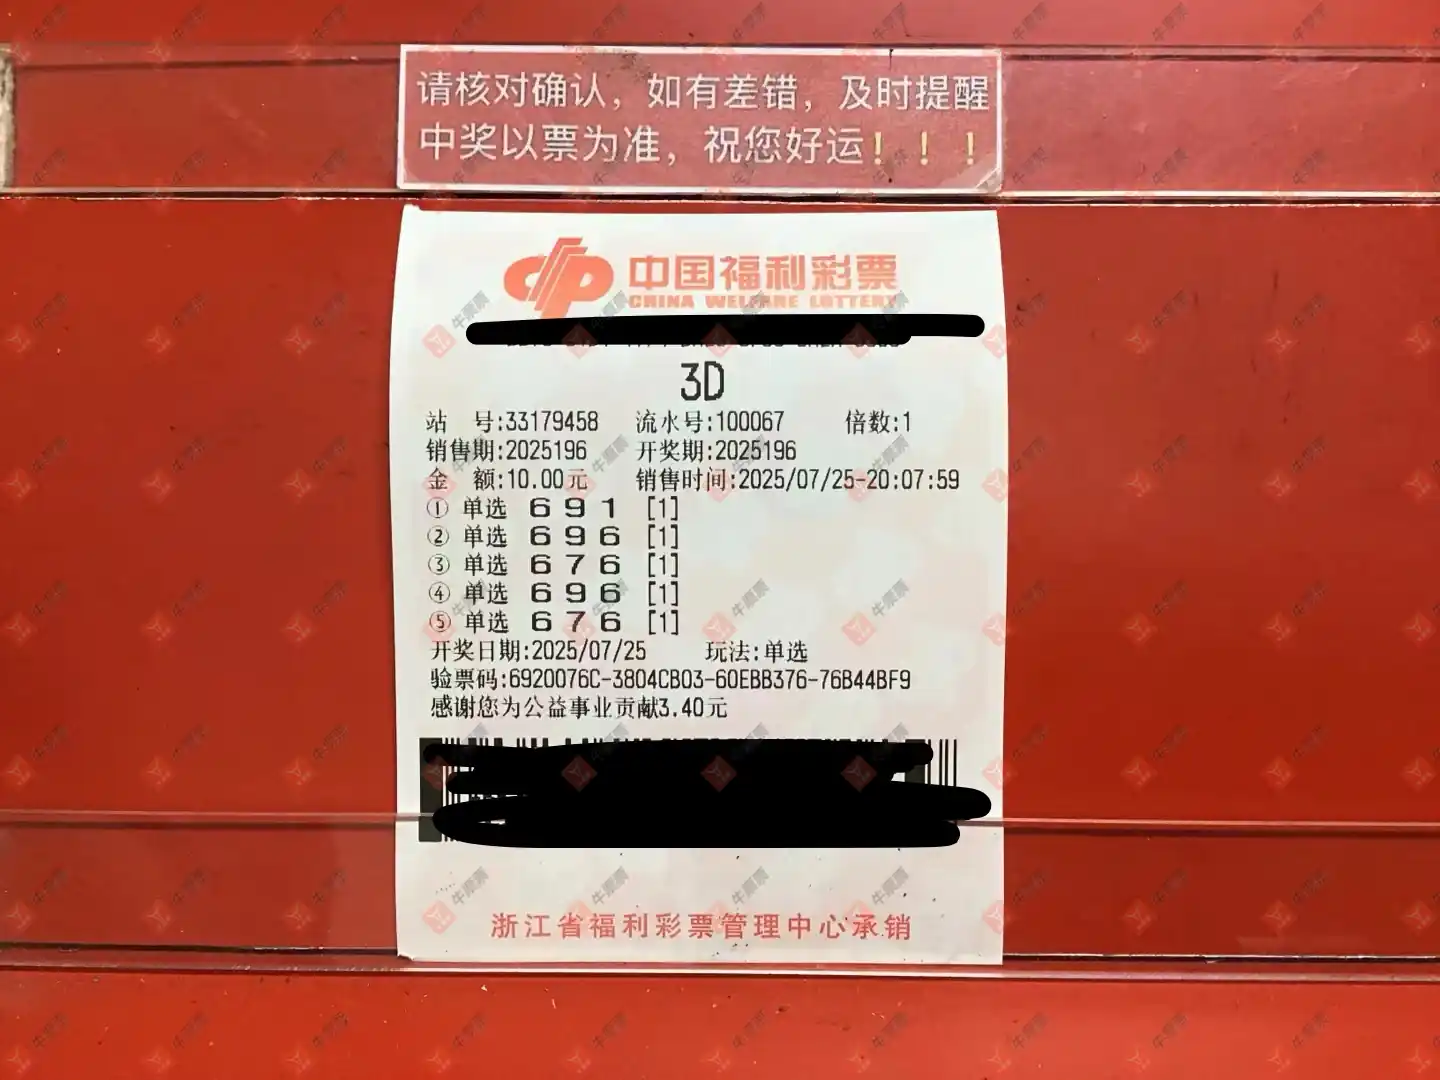 请核对确认，如有差错，及时提醒
中奖以票为准，祝您好运！！！
中国福利彩票
CHINA WELFARE LOTTERY
3D
站 号:33179458 流水号:100067 倍数:1
销售期:2025196 开奖期:2025196
金 额:10.00元 销售时间:2025/07/25-20:07:59
① 单选 6 9 1 [1]
② 单选 6 9 6 [1]
③ 单选 6 7 6 [1]
④ 单选 6 9 6 [1]
⑤ 单选 6 7 6 [1]
开奖日期:2025/07/25 玩法:单选
验票码:6920076C-3804CB03-60EBB376-76B44BF9
感谢您为公益事业贡献3.40元
浙江省福利彩票管理中心承销
牛票票